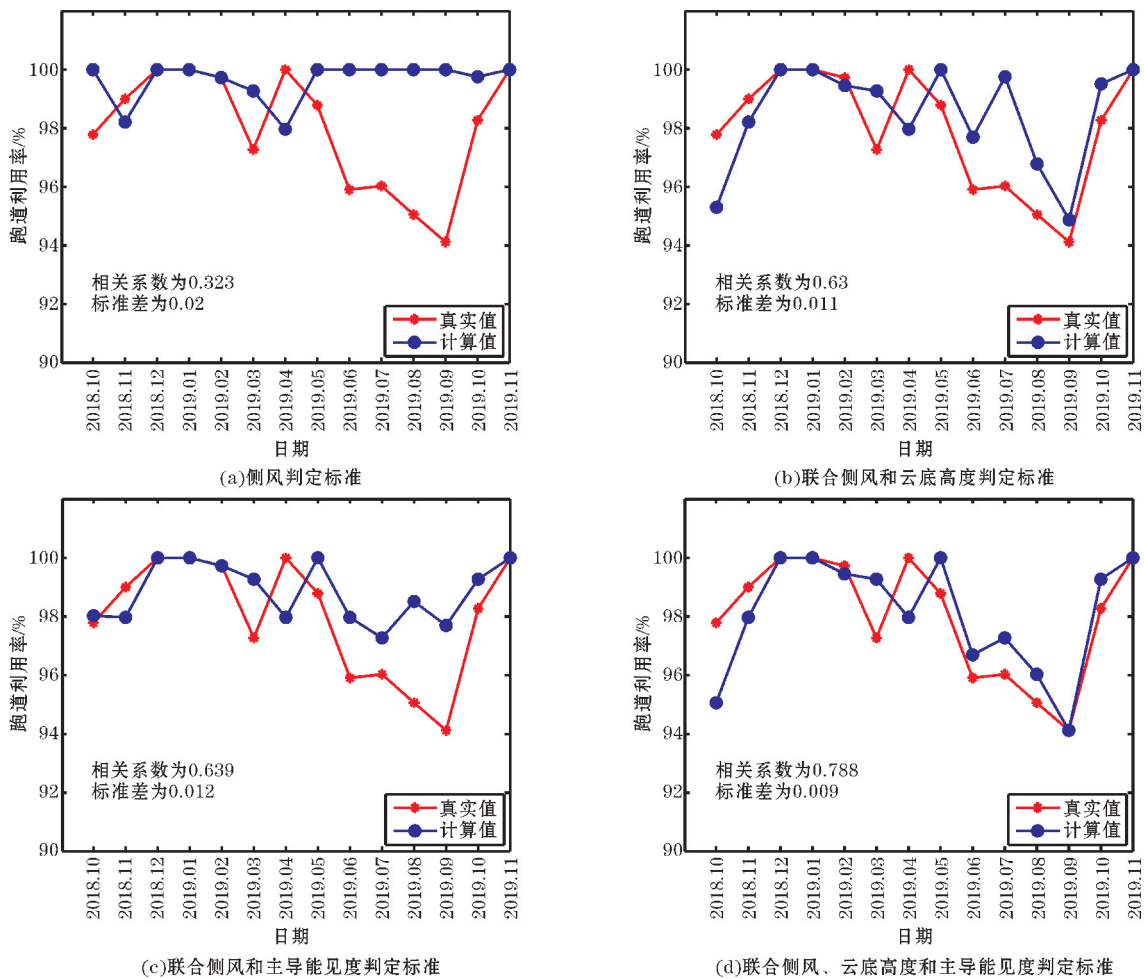 100
98
96
94
92
90
跑道利用率/%
相关系数为0.323
标准差为0.02
真实值
计算值
2018.10
2018.11
2018.12
2019.01
2019.02
2019.03
2019.04
2019.05
2019.06
2019.07
2019.08
2019.09
2019.10
2019.11
日期
(a)侧风判定标准
100
98
96
94
92
90
跑道利用率/%
相关系数为0.63
标准差为0.011
真实值
计算值
2018.10
2018.11
2018.12
2019.01
2019.02
2019.03
2019.04
2019.05
2019.06
2019.07
2019.08
2019.09
2019.10
2019.11
日期
(b)联合侧风和云底高度判定标准
100
98
96
94
92
90
跑道利用率/%
相关系数为0.639
标准差为0.012
真实值
计算值
2018.10
2018.11
2018.12
2019.01
2019.02
2019.03
2019.04
2019.05
2019.06
2019.07
2019.08
2019.09
2019.10
2019.11
日期
(c)联合侧风和主导能见度判定标准
100
98
96
94
92
90
跑道利用率/%
相关系数为0.788
标准差为0.009
真实值
计算值
2018.10
2018.11
2018.12
2019.01
2019.02
2019.03
2019.04
2019.05
2019.06
2019.07
2019.08
2019.09
2019.10
2019.11
日期
(d)联合侧风、云底高度和主导能见度判定标准